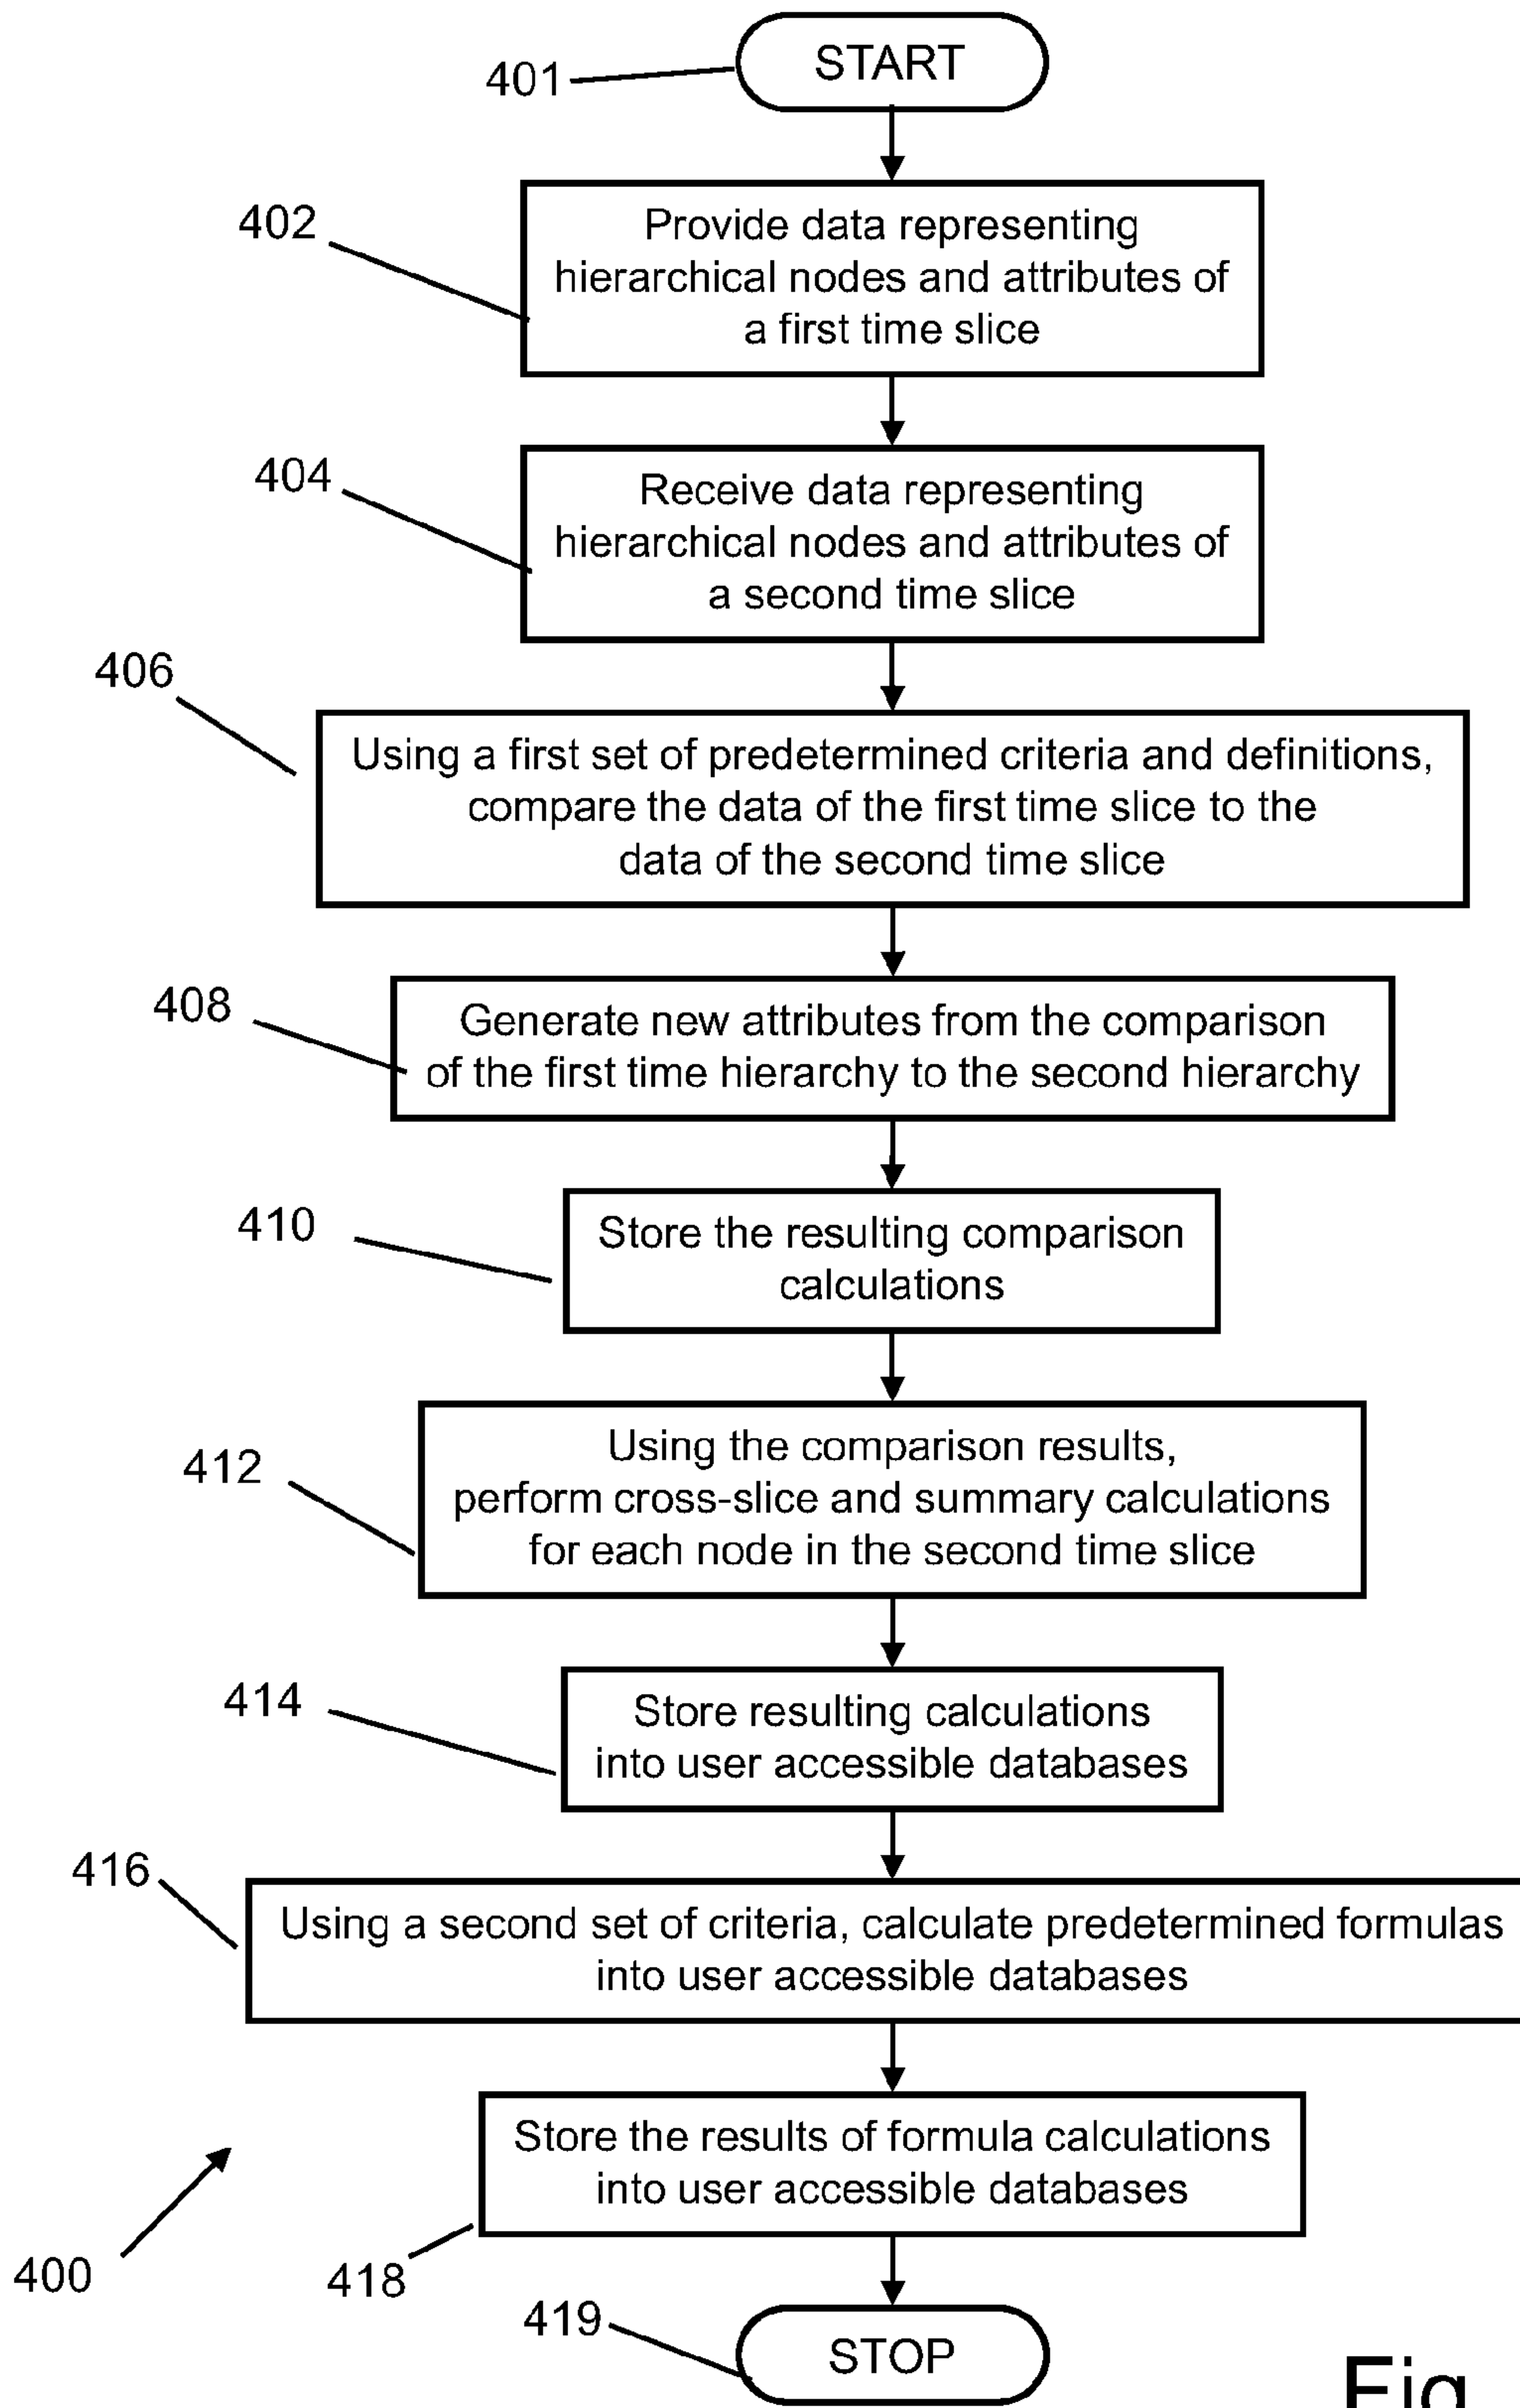 START
401
402
Provide data representing
hierarchical nodes and attributes of
a first time slice
404
Receive data representing
hierarchical nodes and attributes of
a second time slice
406
Using a first set of predetermined criteria and definitions,
compare the data of the first time slice to the
data of the second time slice
408
Generate new attributes from the comparison
of the first time hierarchy to the second hierarchy
410
Store the resulting comparison
calculations
412
Using the comparison results,
perform cross-slice and summary calculations
for each node in the second time slice
414
Store resulting calculations
into user accessible databases
416
Using a second set of criteria, calculate predetermined formulas
into user accessible databases
Store the results of formula calculations
into user accessible databases
400
418
419
STOP
Fig